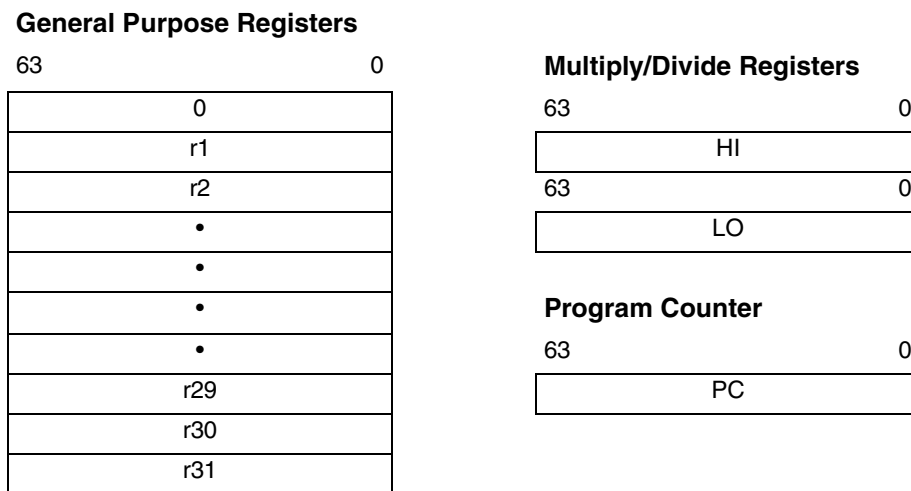 General Purpose Registers
63 0
0
r1
r2
•
•
•
•
r29
r30
r31
Multiply/Divide Registers
63 0
HI
63 0
LO
Program Counter
63 0
PC